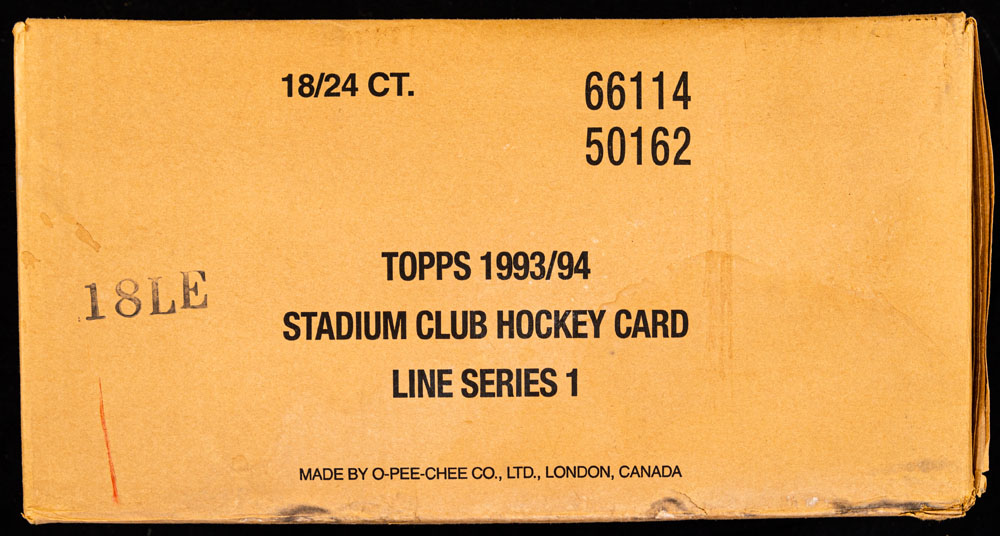 18/24 CT.
66114
50162
TOPPS 1993/94
18LE
STADIUM CLUB HOCKEY CARD
LINE SERIES 1
MADE BY O-PEE-CHEE CO., LTD., LONDON, CANADA